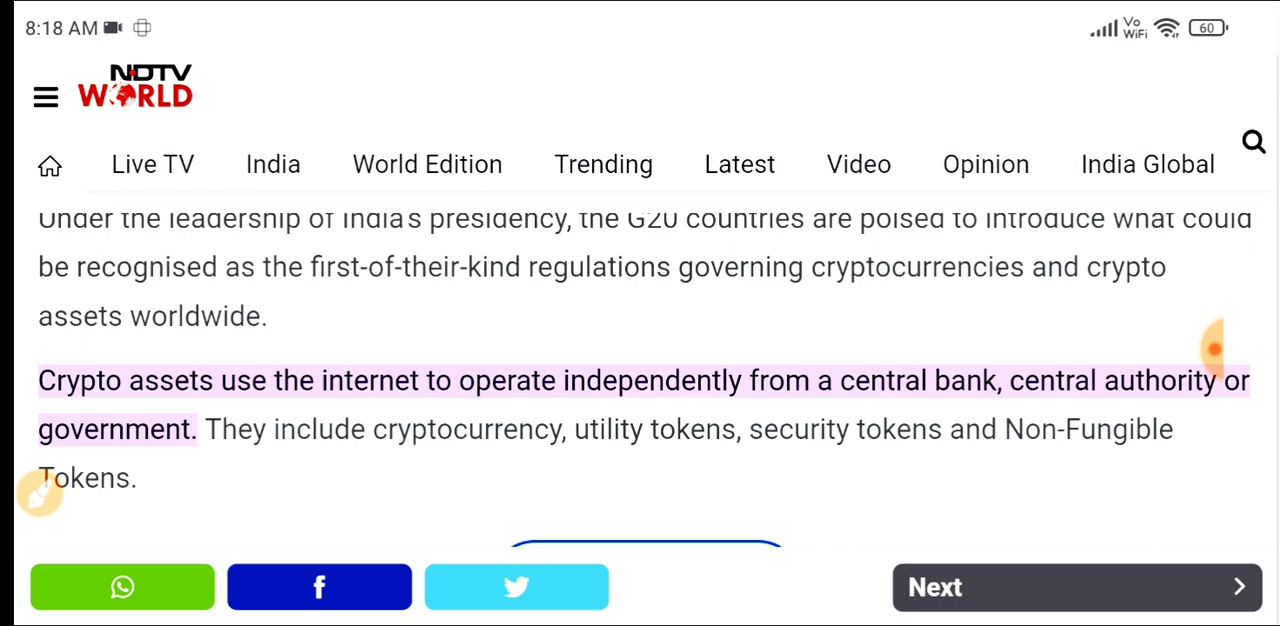 8:18 AM
Vo
WiFi
60
NDTV
WORLD
Live TV India World Edition Trending Latest Video Opinion India Global
Under the leadership of India's presidency, the G20 countries are poised to introduce what could
be recognised as the first-of-their-kind regulations governing cryptocurrencies and crypto
assets worldwide.
Crypto assets use the internet to operate independently from a central bank, central authority or
government. They include cryptocurrency, utility tokens, security tokens and Non-Fungible
Tokens.
Next